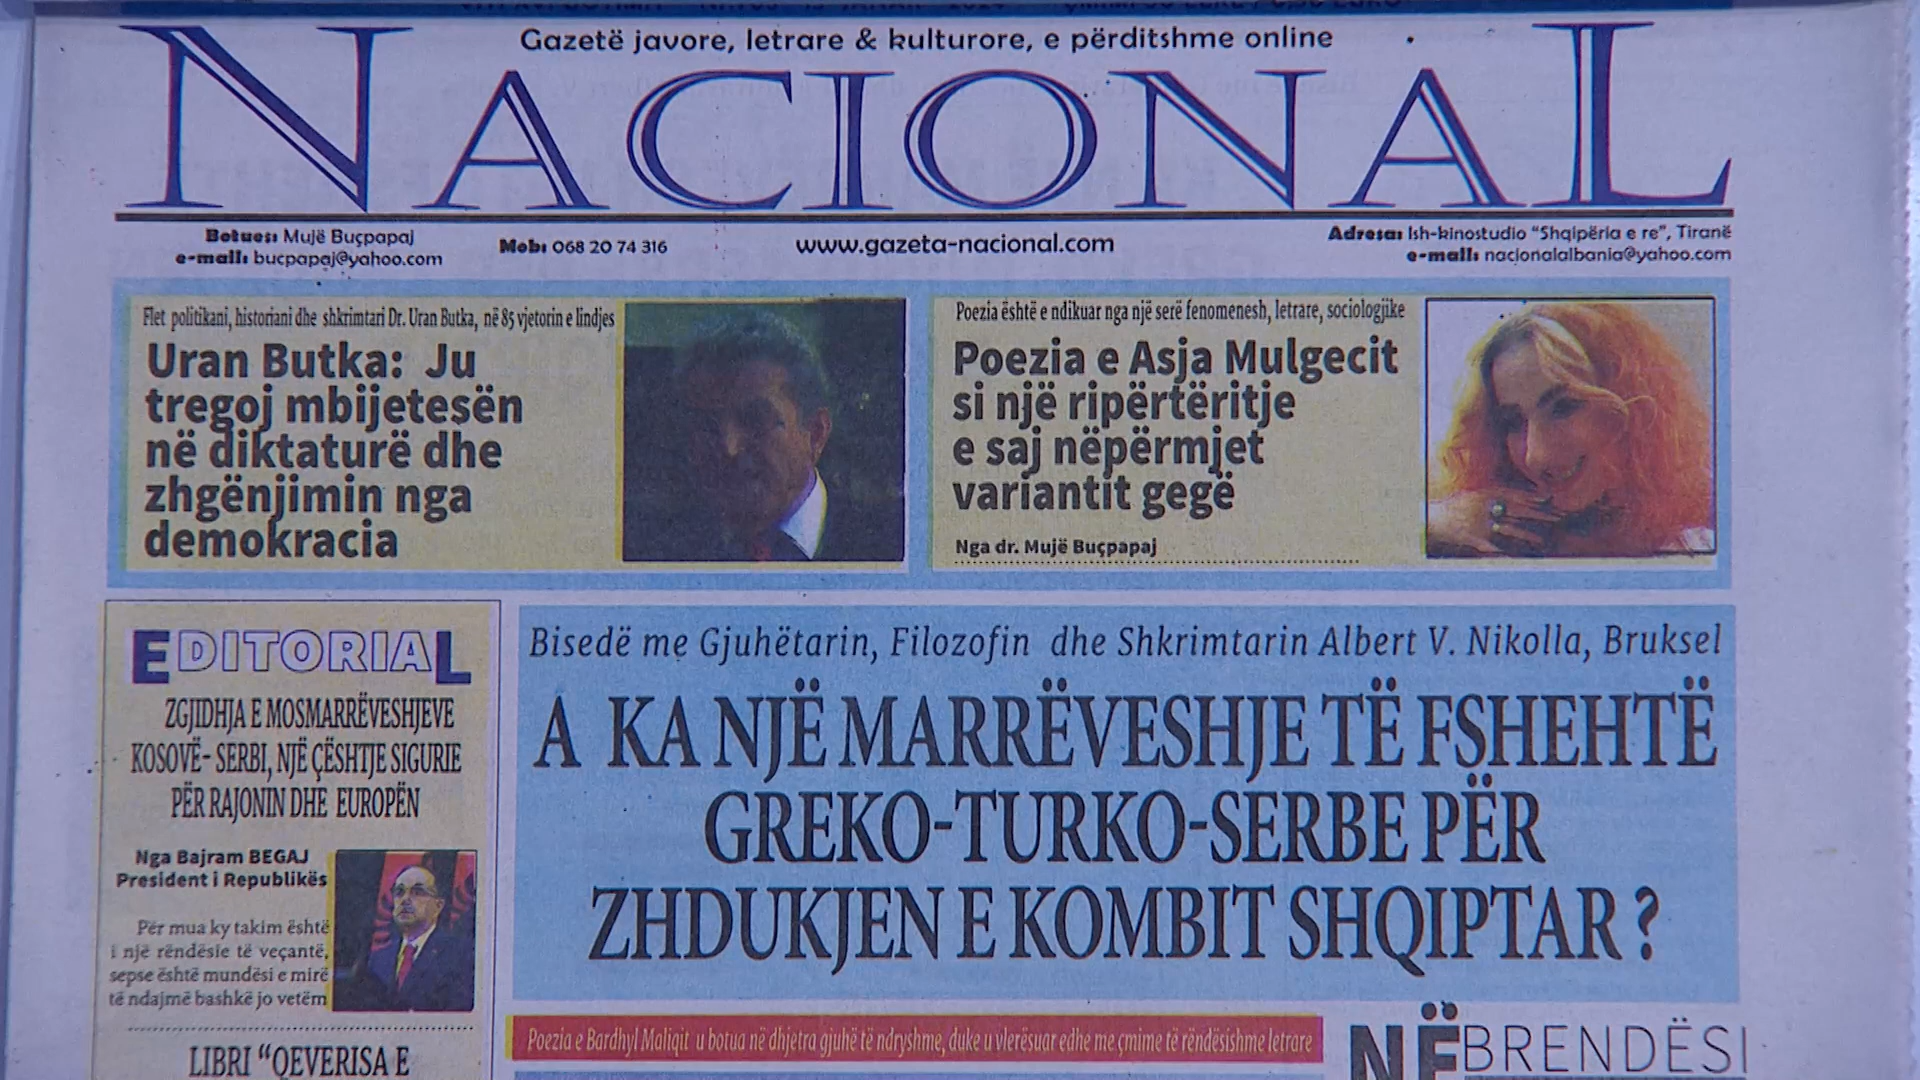 Gazetë javore, letrare & kulturore, e përditshme online
NACIONAL
Botues: Mujë Buçpapaj
e-mail: bucpapaj@yahoo.com
Mob: 068 20 74 316
www.gazeta-nacional.com
Adresa: Ish-kinostudio "Shqipëria e re", Tiranë
e-mail: nacionalalbania@yahoo.com
Flet politikani, historiani dhe shkrimtari Dr. Uran Butka, në 85 vjetorin e lindjes
Uran Butka: Ju
tregoj mbijetesën
në diktaturë dhe
zhgënjimin nga
demokracia
Poezia është e ndikuar nga një serë fenomenesh, letrare, sociologjike
Poezia e Asja Mulgecit
si një ripërtëritje
e saj nëpërmjet
variantit gegë
Nga dr. Mujë Buçpapaj
EDITORIAL
ZGJIDHJA E MOSMARRËVESHJEVE
KOSOVË- SERBI, NJË ÇËSHTJE SIGURIE
PËR RAJONIN DHE EUROPËN
Nga Bajram BEGAJ
President i Republikës
Për mua ky takim është
i një rëndësie të veçantë,
sepse është mundësi e mirë
të ndajmë bashkë jo vetëm
LIBRI "QEVERISA E
Bisedë me Gjuhëtarin, Filozofin dhe Shkrimtarin Albert V. Nikolla, Bruksel
A KA NJË MARRËVESHJE TË FSHEHTË
GREKO-TURKO-SERBE PËR
ZHDUKJEN E KOMBIT SHQIPTAR ?
Poezia e Bardhyl Maliqit u botua në dhjetra gjuhë të ndryshme, duke u vlerësuar edhe me çmime të rëndësishme letrare
NË BRENDËSI